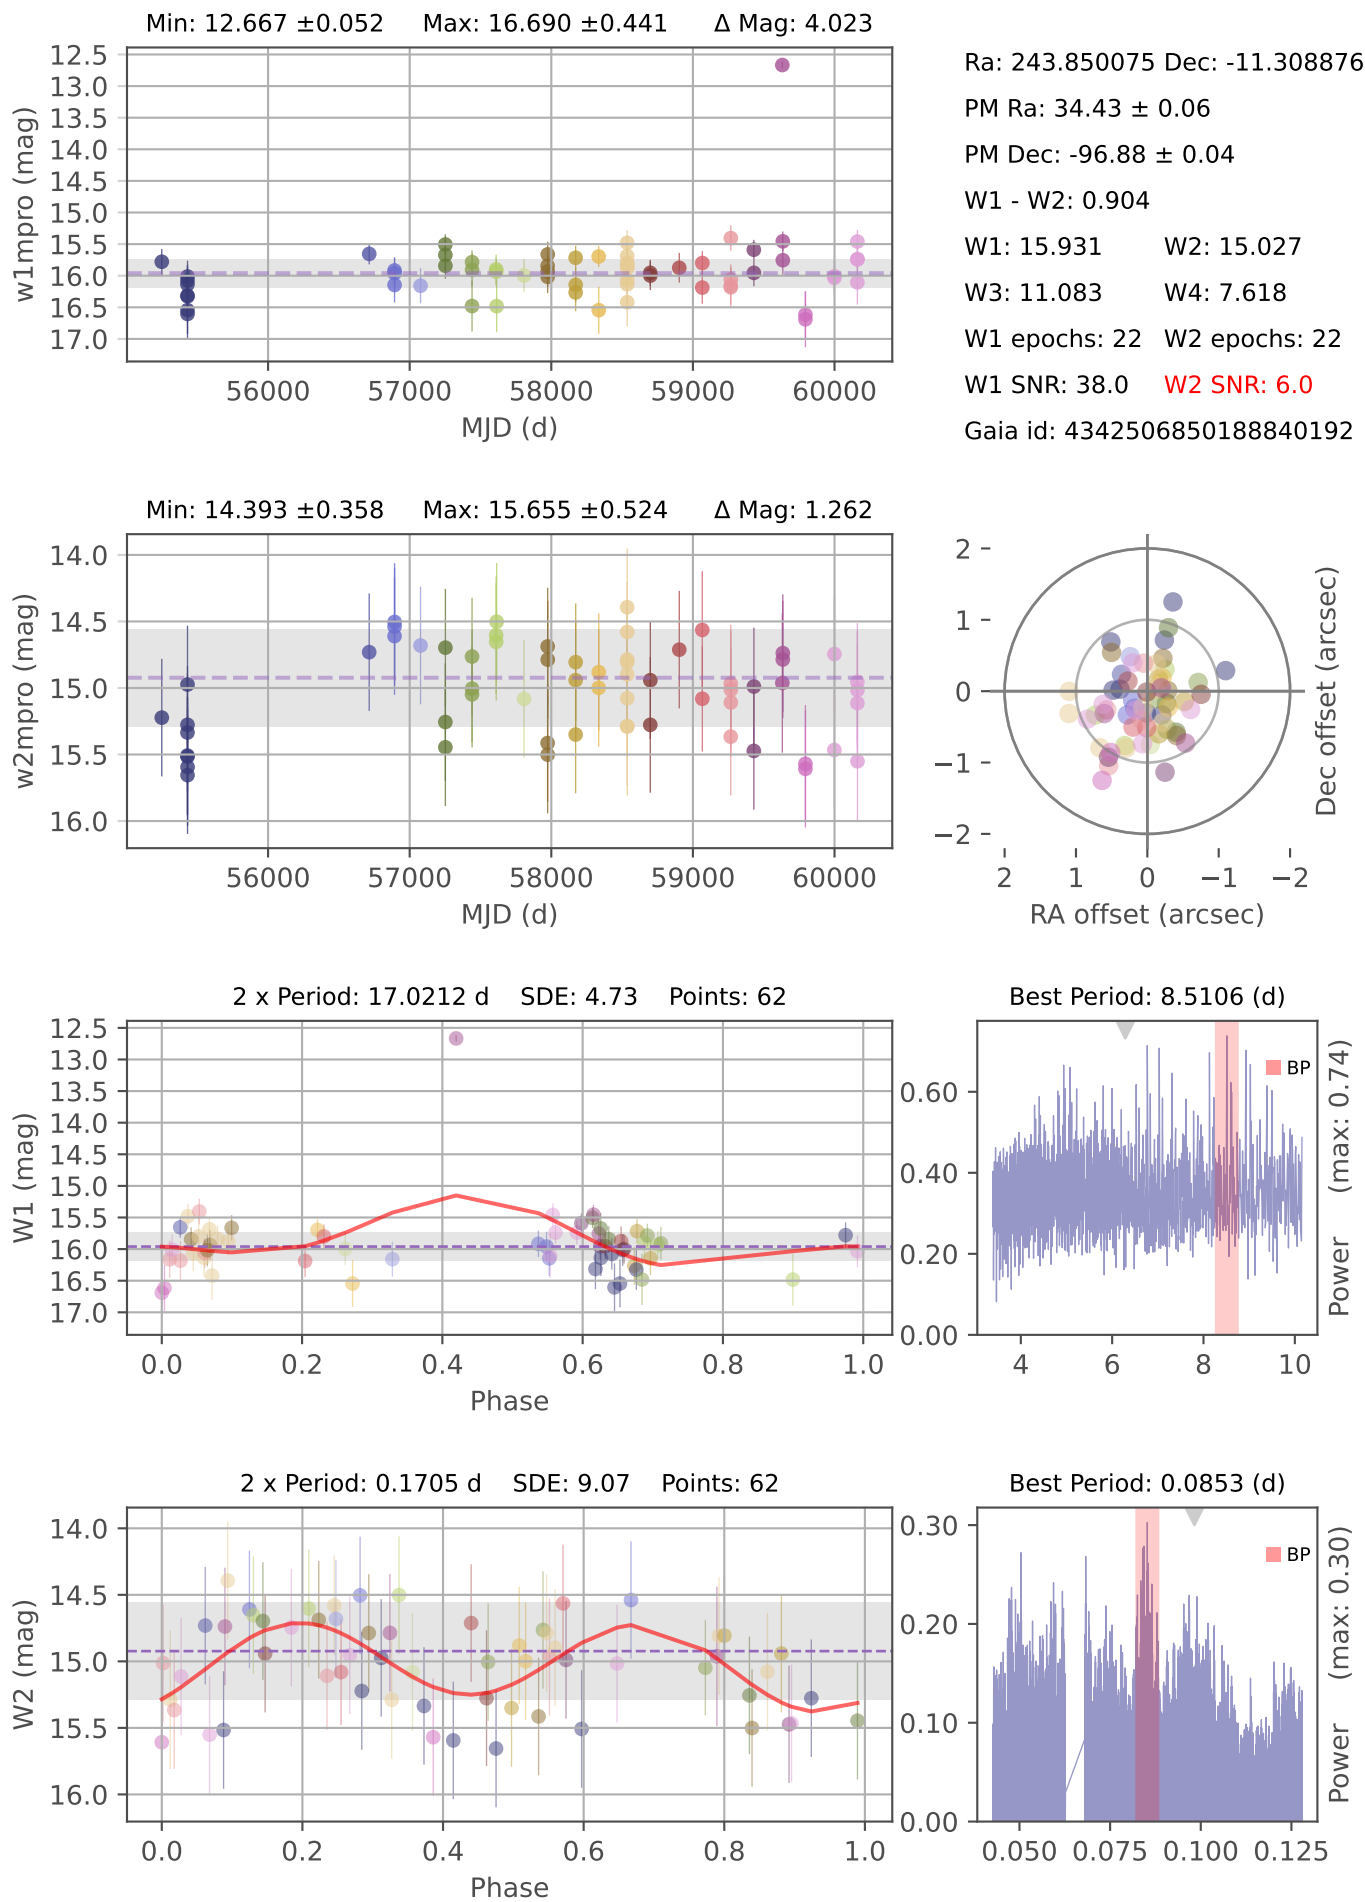 Min: 12.667 ±0.052 Max: 16.690 ±0.441 Δ Mag: 4.023
12.5
13.0
13.5
14.0
14.5
15.0
15.5
16.0
16.5
17.0
w1mpro (mag)
56000 57000 58000 59000 60000
MJD (d)
Ra: 243.850075 Dec: -11.308876
PM Ra: 34.43 ± 0.06
PM Dec: -96.88 ± 0.04
W1 - W2: 0.904
W1: 15.931 W2: 15.027
W3: 11.083 W4: 7.618
W1 epochs: 22 W2 epochs: 22
W1 SNR: 38.0 W2 SNR: 6.0
Gaia id: 4342506850188840192
Min: 14.393 ±0.358 Max: 15.655 ±0.524 Δ Mag: 1.262
14.0
14.5
15.0
15.5
16.0
w2mpro (mag)
56000 57000 58000 59000 60000
MJD (d)
2
1
0
−1
−2
Dec offset (arcsec)
2 1 0 −1 −2
RA offset (arcsec)
2 x Period: 17.0212 d SDE: 4.73 Points: 62
12.5
13.0
13.5
14.0
14.5
15.0
15.5
16.0
16.5
17.0
W1 (mag)
0.0 0.2 0.4 0.6 0.8 1.0
Phase
Best Period: 8.5106 (d)
BP
0.60
0.40
0.20
0.00
Power (max: 0.74)
4 6 8 10
2 x Period: 0.1705 d SDE: 9.07 Points: 62
14.0
14.5
15.0
15.5
16.0
W2 (mag)
0.0 0.2 0.4 0.6 0.8 1.0
Phase
Best Period: 0.0853 (d)
BP
0.30
0.20
0.10
0.00
Power (max: 0.30)
0.050 0.075 0.100 0.125